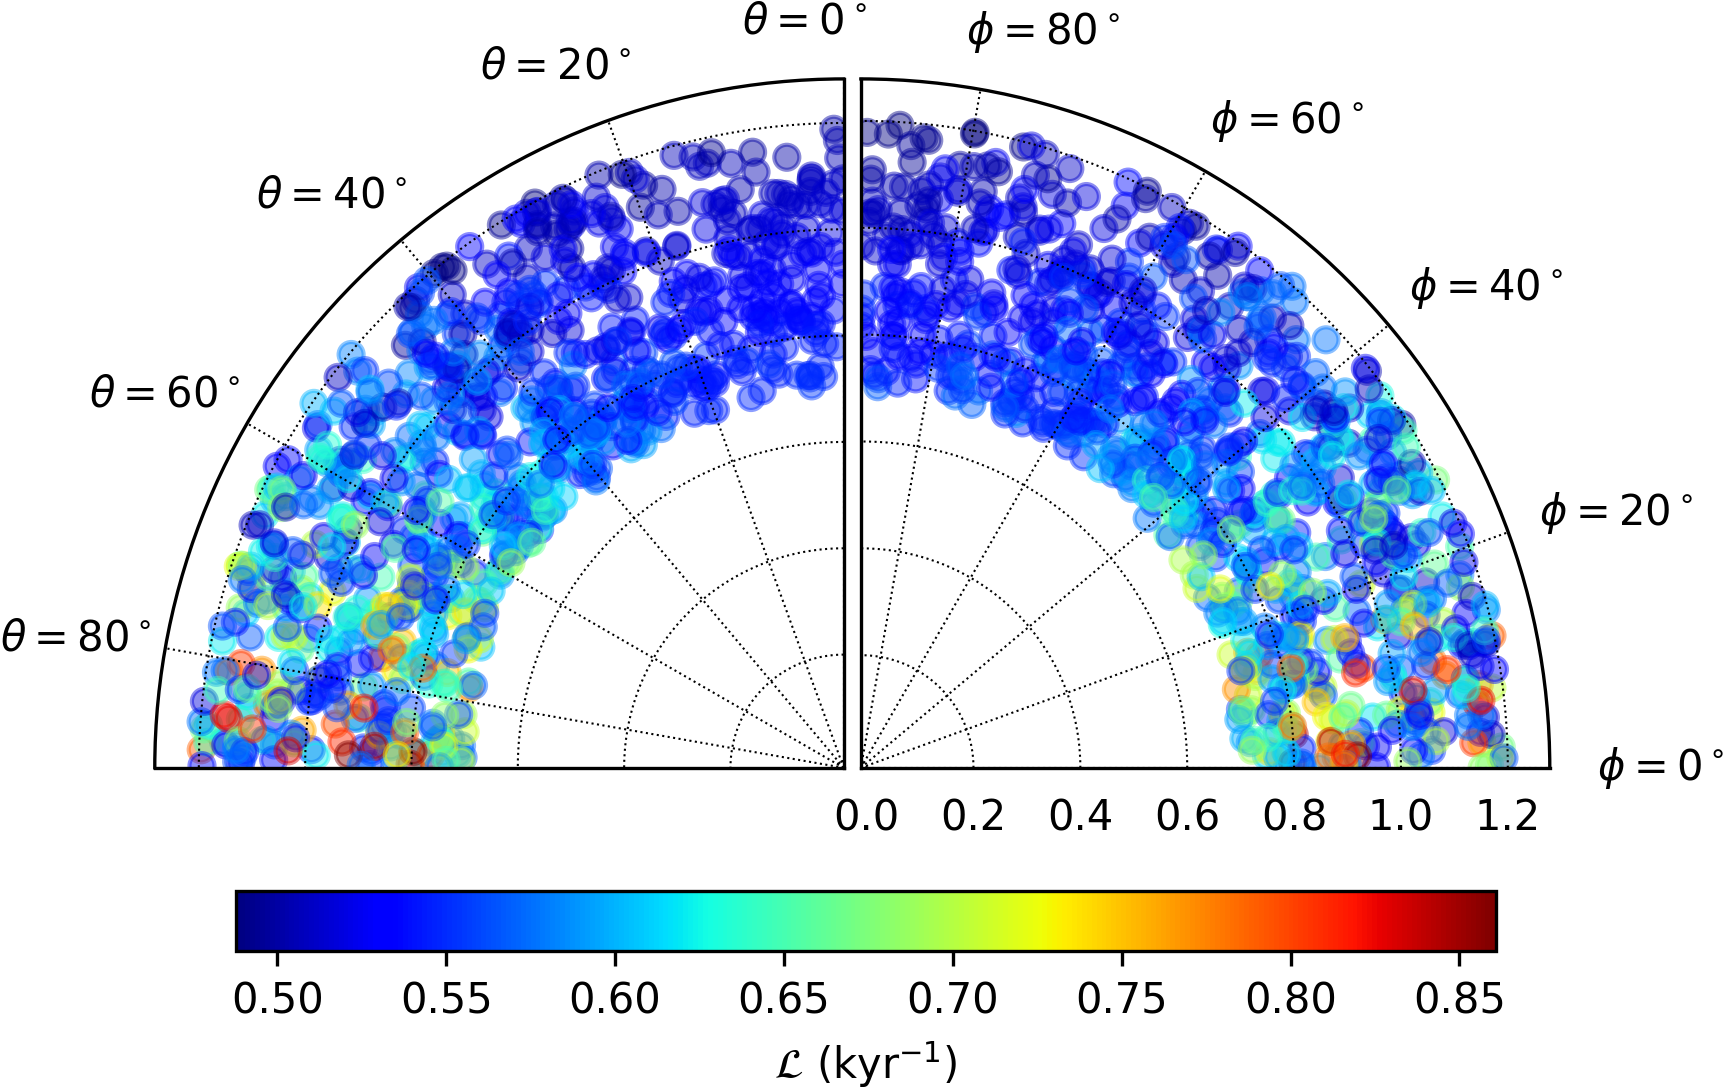 θ = 0°
ϕ = 80°
θ = 20°
ϕ = 60°
θ = 40°
ϕ = 40°
θ = 60°
ϕ = 20°
θ = 80°
ϕ = 0°
0.0 0.2 0.4 0.6 0.8 1.0 1.2
0.50 0.55 0.60 0.65 0.70 0.75 0.80 0.85
ℒ (kyr⁻¹)